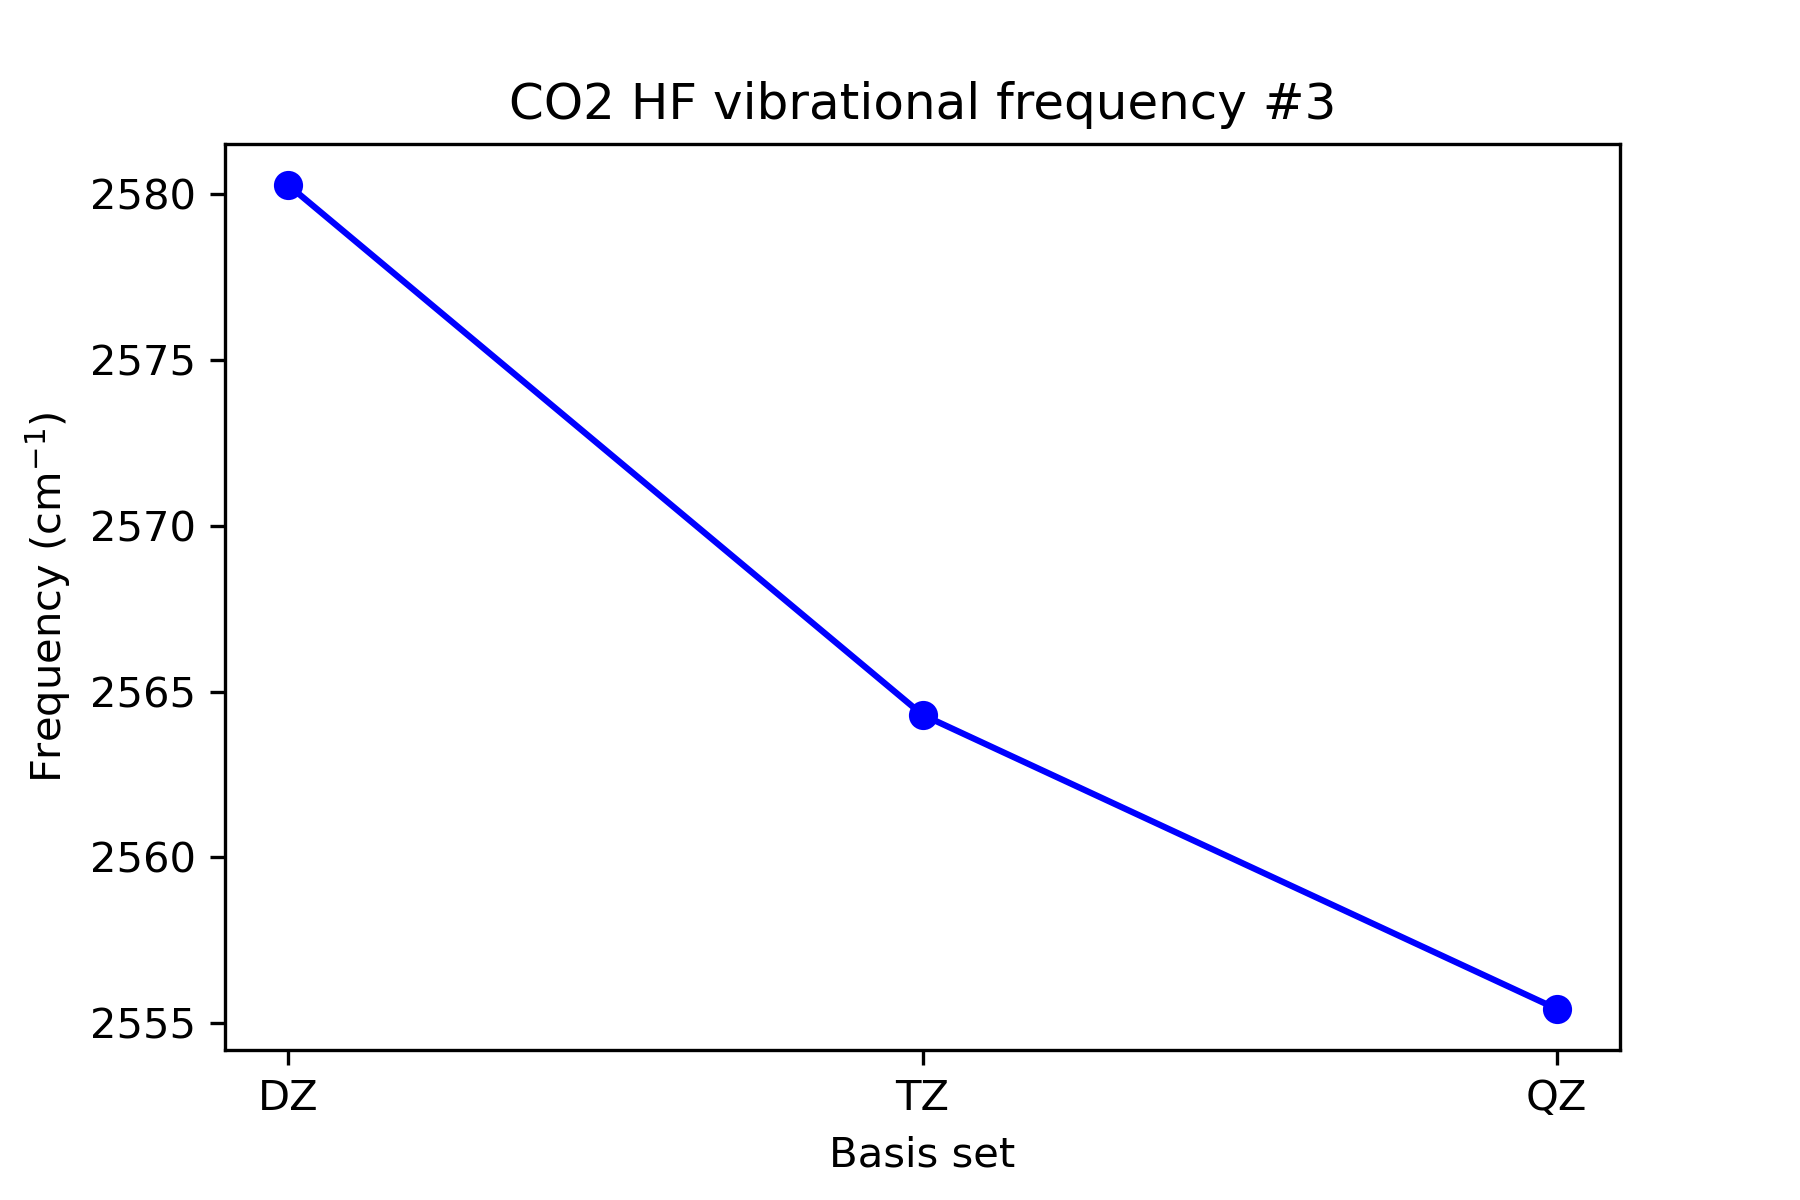 CO2 HF vibrational frequency #3
Frequency (cm⁻¹)
2580
2575
2570
2565
2560
2555
DZ TZ QZ
Basis set